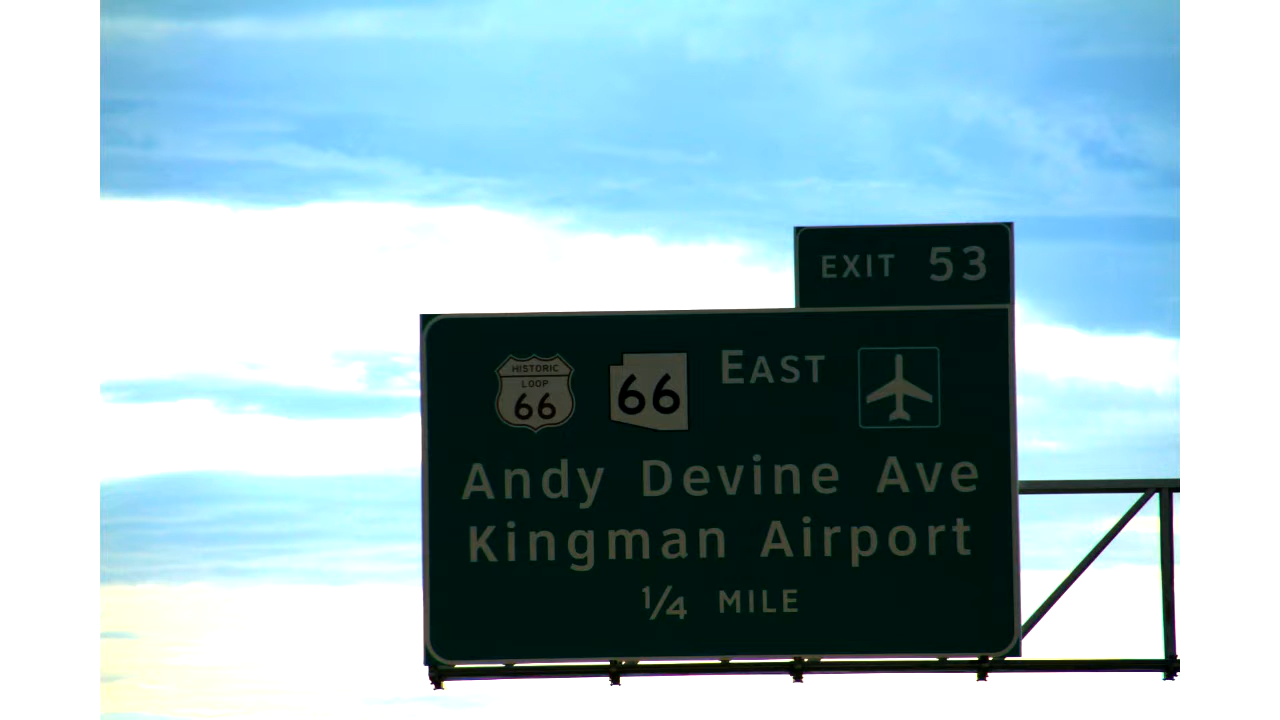 EXIT 53
HISTORIC
LOOP
66
66
EAST
Andy Devine Ave
Kingman Airport
1/4 MILE